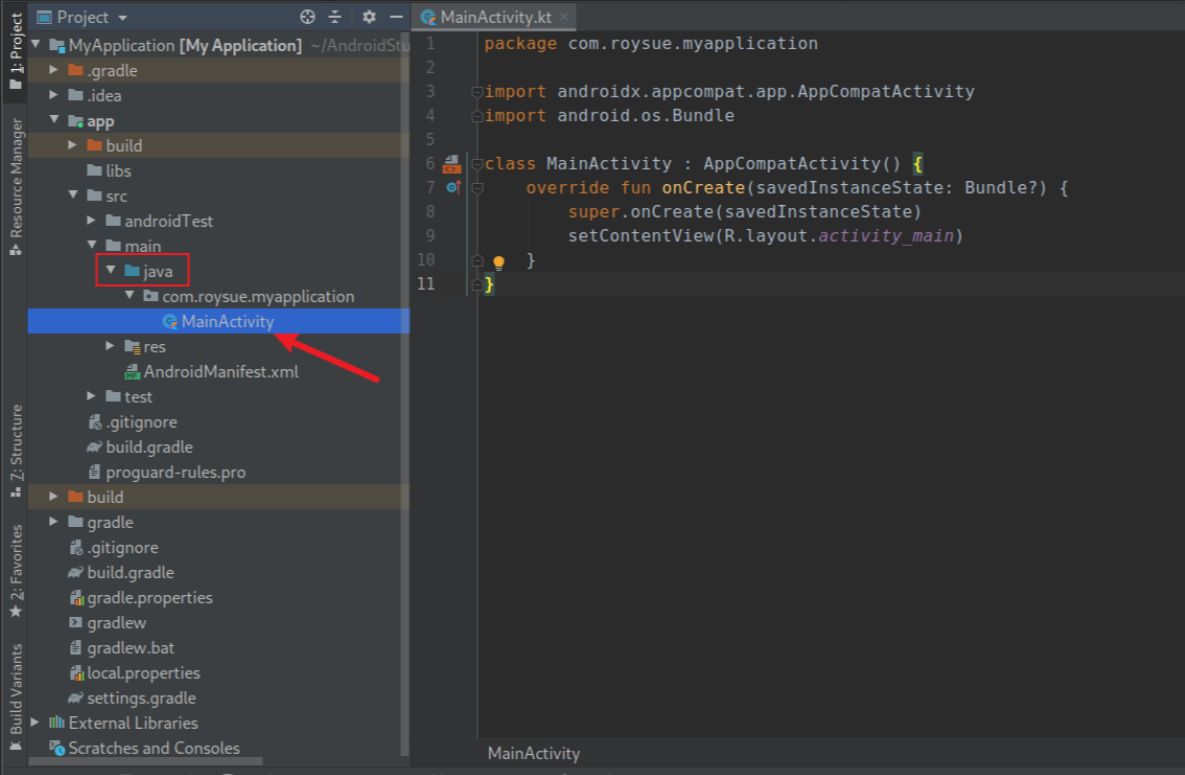 Project
MainActivity.kt
1: Project
Resource Manager
Z: Structure
2: Favorites
Build Variants
MyApplication [My Application] ~/AndroidStu
.gradle
.idea
app
build
libs
src
androidTest
main
java
com.roysue.myapplication
MainActivity
res
AndroidManifest.xml
test
.gitignore
build.gradle
proguard-rules.pro
build
gradle
.gitignore
build.gradle
gradle.properties
gradlew
gradlew.bat
local.properties
settings.gradle
External Libraries
Scratches and Consoles
1 package com.roysue.myapplication
2
3 import androidx.appcompat.app.AppCompatActivity
4 import android.os.Bundle
5
6 class MainActivity : AppCompatActivity() {
7 override fun onCreate(savedInstanceState: Bundle?) {
8 super.onCreate(savedInstanceState)
9 setContentView(R.layout.activity_main)
10 }
11 }
MainActivity